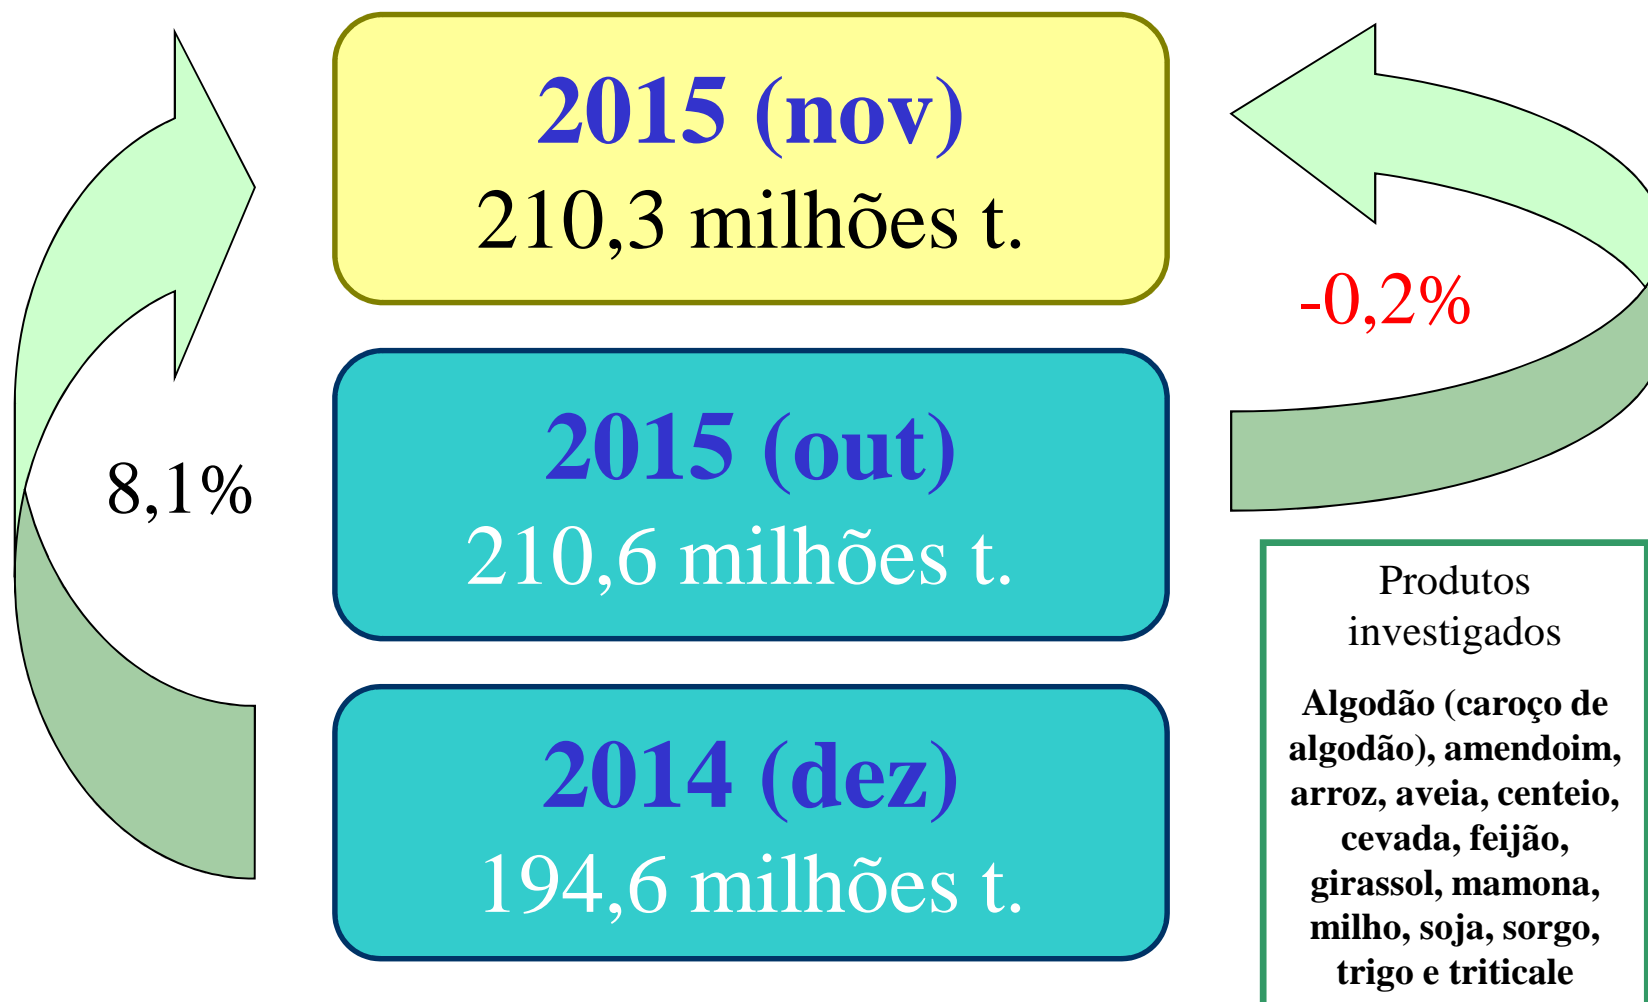 2015 (nov)
210,3 milhões t.
-0,2%
2015 (out)
210,6 milhões t.
8,1%
2014 (dez)
194,6 milhões t.
Produtos
investigados
Algodão (caroço de
algodão), amendoim,
arroz, aveia, centeio,
cevada, feijão,
girassol, mamona,
milho, soja, sorgo,
trigo e triticale